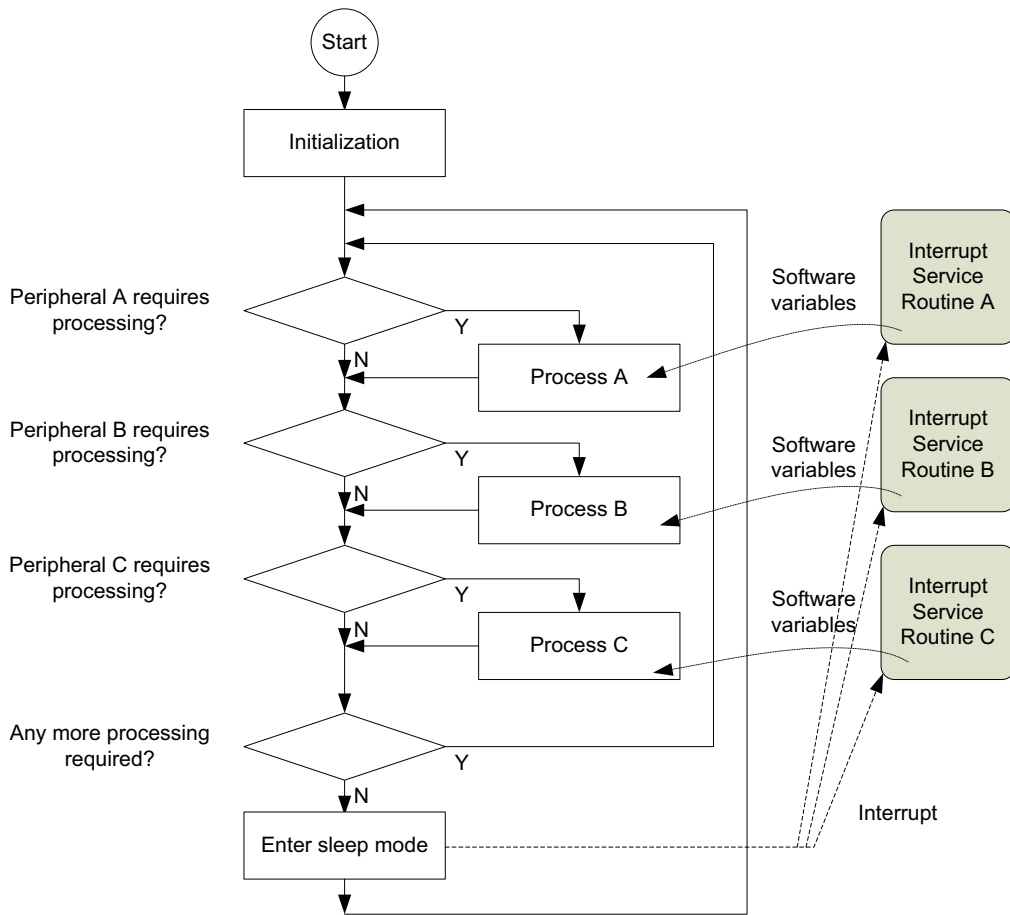 Start
Initialization
Peripheral A requires
processing?
Y
N
Process A
Software
variables
Interrupt
Service
Routine A
Peripheral B requires
processing?
Y
N
Process B
Software
variables
Interrupt
Service
Routine B
Peripheral C requires
processing?
Y
N
Process C
Software
variables
Interrupt
Service
Routine C
Any more processing
required?
Y
N
Enter sleep mode
Interrupt